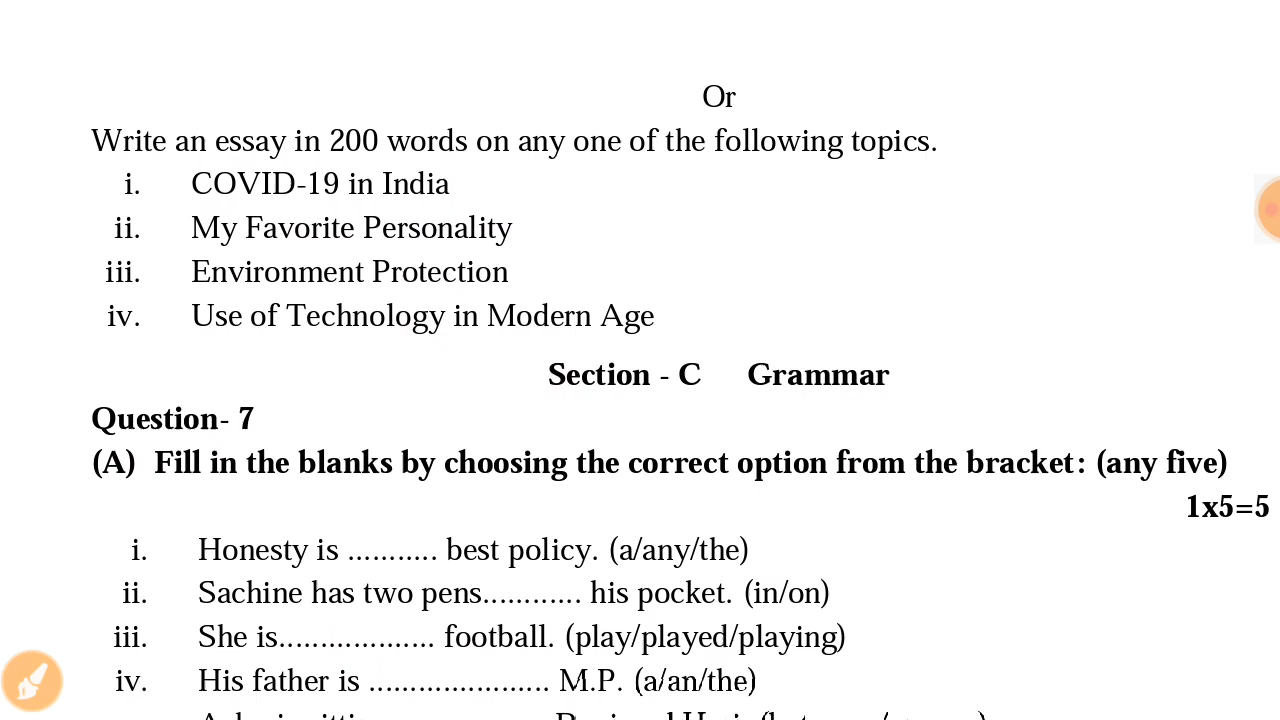 Or
Write an essay in 200 words on any one of the following topics.
i. COVID-19 in India
ii. My Favorite Personality
iii. Environment Protection
iv. Use of Technology in Modern Age
Section - C Grammar
Question- 7
(A) Fill in the blanks by choosing the correct option from the bracket: (any five)
1x5=5
i. Honesty is ........... best policy. (a/any/the)
ii. Sachine has two pens............ his pocket. (in/on)
iii. She is................... football. (play/played/playing)
iv. His father is ...................... M.P. (a/an/the)